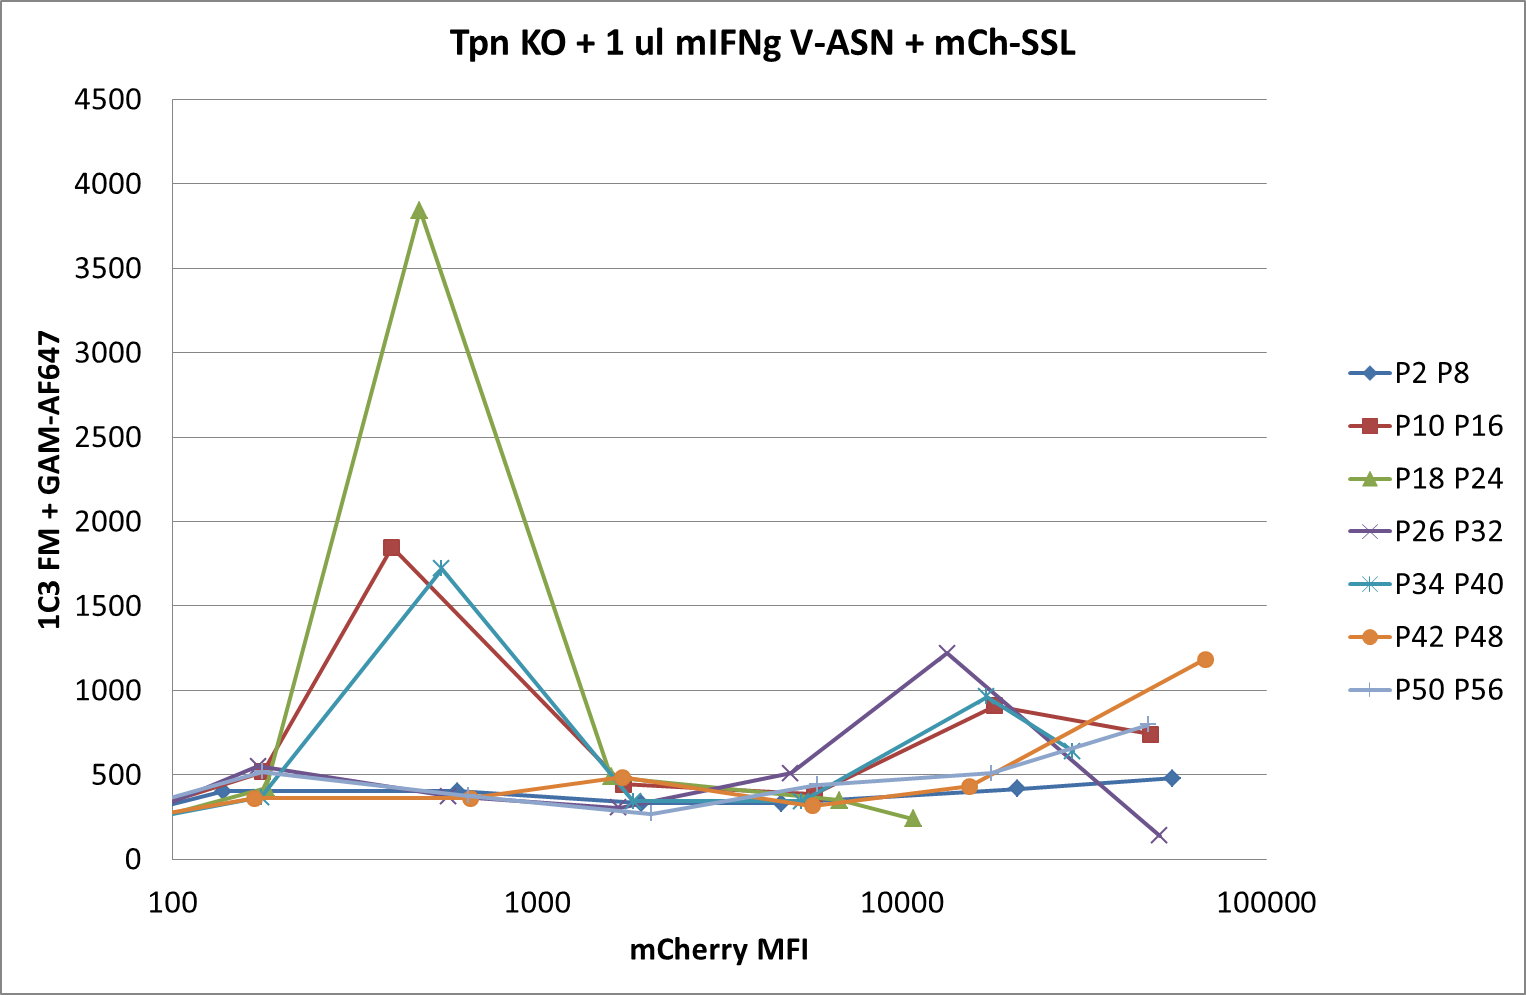 Tpn KO + 1 ul mIFNg V-ASN + mCh-SSL
4500
4000
3500
3000
2500
2000
1500
1000
500
0
1C3 FM + GAM-AF647
100
1000
10000
100000
mCherry MFI
P2 P8
P10 P16
P18 P24
P26 P32
P34 P40
P42 P48
P50 P56